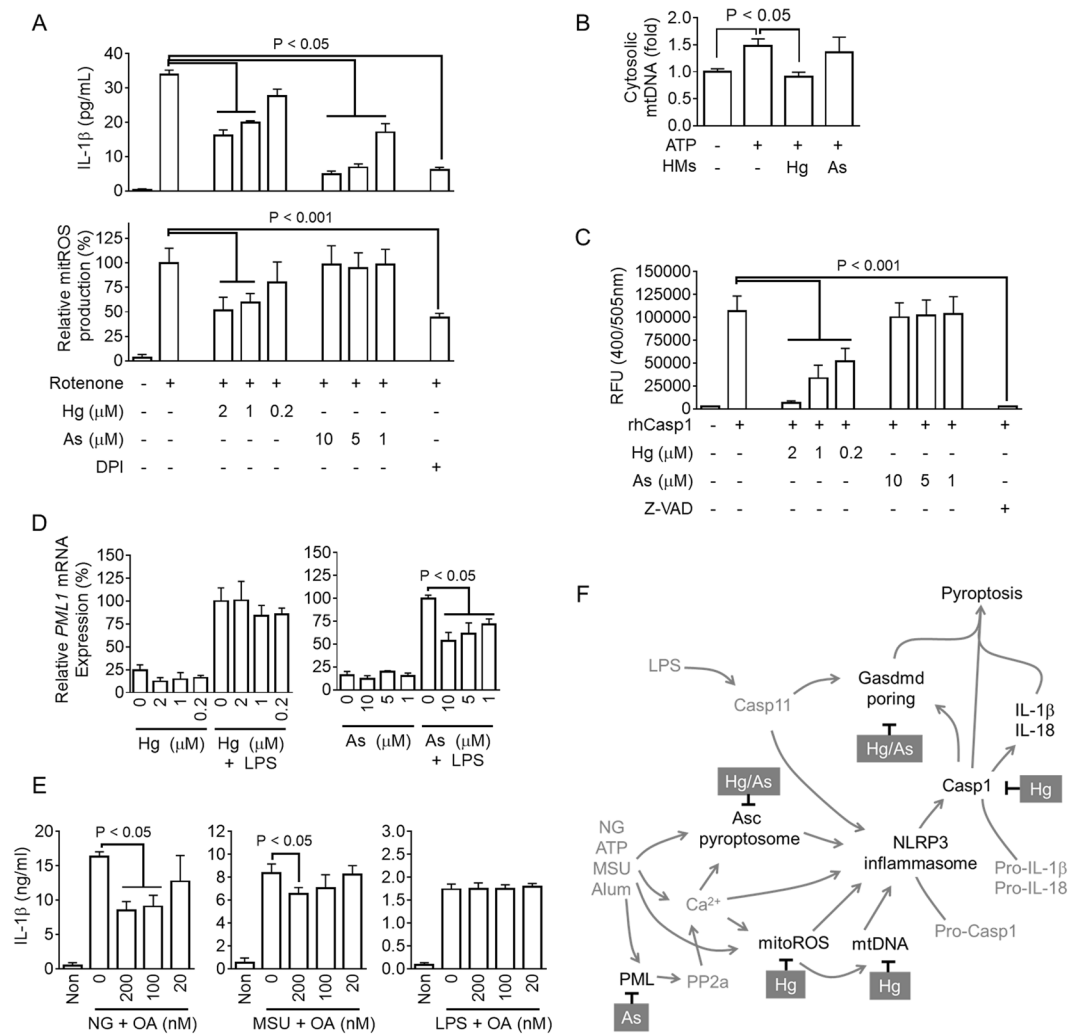 A
P < 0.05
IL-1β (pg/mL)
40
30
20
10
0
P < 0.001
Relative mitROS
production (%)
125
100
75
50
25
0
Rotenone - + + + + + + + +
Hg (μM) - - 2 1 0.2 - - - -
As (μM) - - - - - 10 5 1 -
DPI - - - - - - - - +
B
P < 0.05
Cytosolic
mtDNA (fold)
2.0
1.5
1.0
0.5
0.0
ATP - + + +
HMs - - Hg As
C
P < 0.001
RFU (400/505nm)
150000
125000
100000
75000
50000
25000
0
rhCasp1 - + + + + + + + +
Hg (μM) - - 2 1 0.2 - - - -
As (μM) - - - - - 10 5 1 -
Z-VAD - - - - - - - - +
D
Relative PML1 mRNA
Expression (%)
125
100
75
50
25
0
0 2 1 0.2 0 2 1 0.2
Hg (μM) Hg (μM)
+ LPS
P < 0.05
125
100
75
50
25
0
0 10 5 1 0 10 5 1
As (μM) As (μM)
+ LPS
E
IL-1β (ng/ml)
P < 0.05
20
15
10
5
0
Non 0 200 100 20
NG + OA (nM)
P < 0.05
12
10
8
6
4
2
0
Non 0 200 100 20
MSU + OA (nM)
3.0
2.4
1.8
1.2
0.6
0.0
Non 0 200 100 20
LPS + OA (nM)
F
Pyroptosis
LPS
Casp11
Gasdmd
poring
Hg/As
IL-1β
IL-18
Casp1
Hg
Hg/As
Asc
pyroptosome
NG
ATP
MSU
Alum
NLRP3
inflammasome
Pro-IL-1β
Pro-IL-18
Ca2+
Pro-Casp1
mitoROS
mtDNA
Hg
Hg
PML
PP2a
As